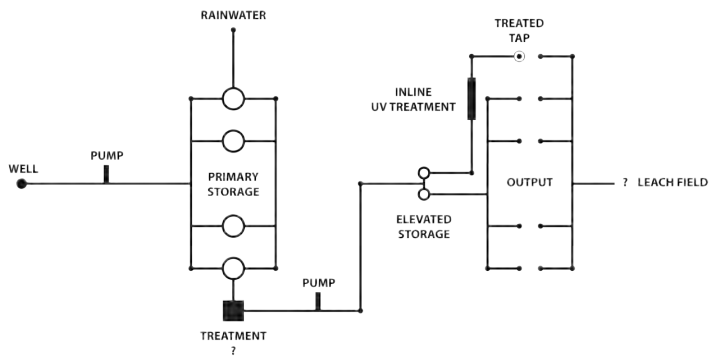 RAINWATER
TREATED
TAP
INLINE
UV TREATMENT
PUMP
WELL
PRIMARY
STORAGE
OUTPUT
? LEACH FIELD
ELEVATED
STORAGE
PUMP
TREATMENT
?